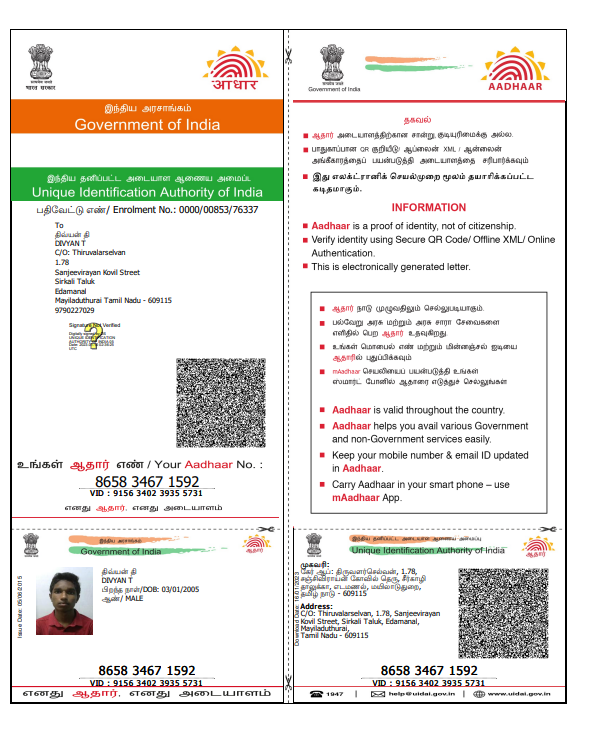 भारत सरकार
आधार
இந்திய அரசாங்கம்
Government of India
இந்திய தனிப்பட்ட அடையாள ஆணைய அமைப்பு
Unique Identification Authority of India
பதிவேட்டு எண்/ Enrolment No.: 0000/00853/76337
To
திவ்யன் தி
DIVYAN T
C/O: Thiruvalarselvan
1.78
Sanjeevirayan Kovil Street
Sirkali Taluk
Edamanal
Mayiladuthurai Tamil Nadu - 609115
9790227029
Signature Not Verified
உங்கள் ஆதார் எண் / Your Aadhaar No. :
8658 3467 1592
VID : 9156 3402 3935 5731
எனது ஆதார், எனது அடையாளம்
Government of India
AADHAAR
தகவல்
ஆதார் அடையாளத்திற்கான சான்று, குடியுரிமைக்கு அல்ல.
பாதுகாப்பான QR குறியீடு/ ஆப்லைன் XML / ஆன்லைன்
அங்கீகாரத்தைப் பயன்படுத்தி அடையாளத்தை சரிபார்க்கவும்
இது எலக்ட்ரானிக் செயல்முறை மூலம் தயாரிக்கப்பட்ட
கடிதமாகும்.
INFORMATION
Aadhaar is a proof of identity, not of citizenship.
Verify identity using Secure QR Code/ Offline XML/ Online
Authentication.
This is electronically generated letter.
ஆதார் நாடு முழுவதிலும் செல்லுபடியாகும்.
பல்வேறு அரசு மற்றும் அரசு சாரா சேவைகளை
எளிதில் பெற ஆதார் உதவுகிறது.
உங்கள் மொபைல் எண் மற்றும் மின்னஞ்சல் ஐடியை
ஆதாரில் புதுப்பிக்கவும்
mAadhaar செயலியைப் பயன்படுத்தி உங்கள்
ஸ்மார்ட் போனில் ஆதாரை எடுத்துச் செல்லுங்கள்
Aadhaar is valid throughout the country.
Aadhaar helps you avail various Government
and non-Government services easily.
Keep your mobile number & email ID updated
in Aadhaar.
Carry Aadhaar in your smart phone – use
mAadhaar App.
இந்திய அரசாங்கம்
Government of India
ஆதார்
Issue Date: 05/06/2015
திவ்யன் தி
DIVYAN T
பிறந்த நாள்/DOB: 03/01/2005
ஆண்/ MALE
8658 3467 1592
VID : 9156 3402 3935 5731
எனது ஆதார், எனது அடையாளம்
இந்திய தனிப்பட்ட அடையாள ஆணைய அமைப்பு
Unique Identification Authority of India
ஆதார்
முகவரி:
கேர் ஆஃப்: திருவளர்செல்வன், 1.78,
சஞ்சிவிராயன் கோவில் தெரு, சீர்காழி
தாலுக்கா, எடமணல், மயிலாடுதுறை,
தமிழ் நாடு - 609115
Address:
C/O: Thiruvalarselvan, 1.78, Sanjeevirayan
Kovil Street, Sirkali Taluk, Edamanal,
Mayiladuthurai,
Tamil Nadu - 609115
8658 3467 1592
VID : 9156 3402 3935 5731
1947 | help@uidai.gov.in | www.uidai.gov.in